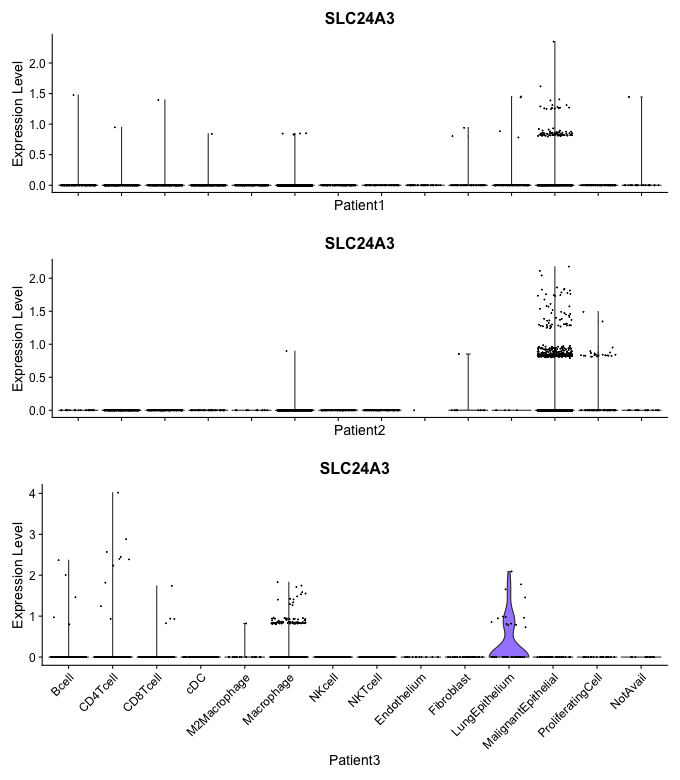 SLC24A3
Expression Level
2.0
1.5
1.0
0.5
0.0
Patient1
SLC24A3
Expression Level
2.0
1.5
1.0
0.5
0.0
Patient2
SLC24A3
Expression Level
4
3
2
1
0
Bcell
CD4Tcell
CD8Tcell
cDC
M2Macrophage
Macrophage
NKcell
NKTcell
Endothelium
Fibroblast
LungEpithelium
MalignantEpithelial
ProliferatingCell
NotAvail
Patient3